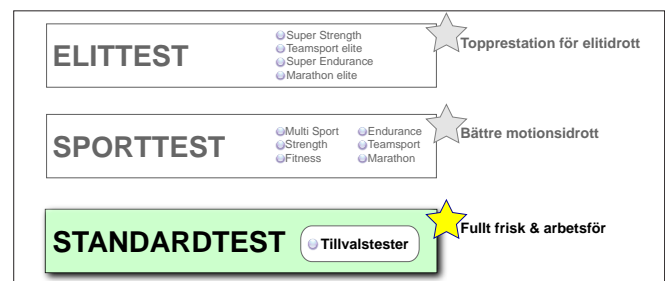 ELITTEST
Super Strength
Teamsport elite
Super Endurance
Marathon elite
Topprestation för elitidrott
SPORTTEST
Multi Sport
Strength
Fitness
Endurance
Teamsport
Marathon
Bättre motionsidrott
STANDARDTEST
Tillvalstester
Fullt frisk & arbetsför